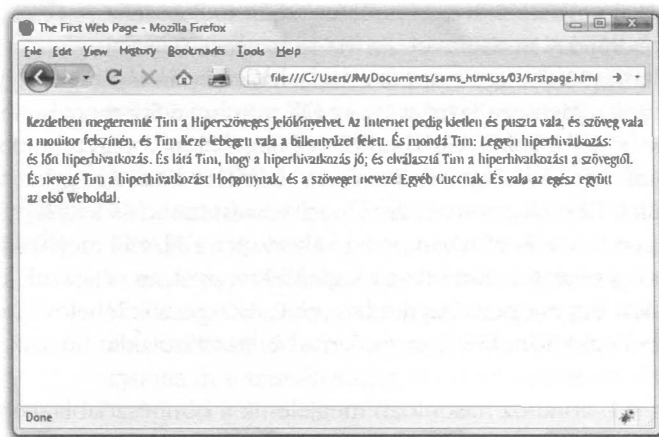 The First Web Page - Mozilla Firefox
File Edit View History Bookmarks Tools Help
file:///C:/Users/JM/Documents/sams_htmlcss/03/firstpage.html
Kezdetben megteremté Tim a Hiperszöveges Jelölőnyelvet. Az Internet pedig kietlen és puszta vala, és szöveg vala
a monitor felszínén, és Tim Keze lebegett vala a billentyűzet felett. És mondá Tim: Legyen hiperhivatkozás:
és lőn hiperhivatkozás. És látá Tim, hogy a hiperhivatkozás jó; és elválasztá Tim a hiperhivatkozást a szövegtől.
És nevezé Tim a hiperhivatkozást Horgonynak, és a szöveget nevezé Egyéb Cuccnak. És vala az egész együtt
az első Weboldal.
Done